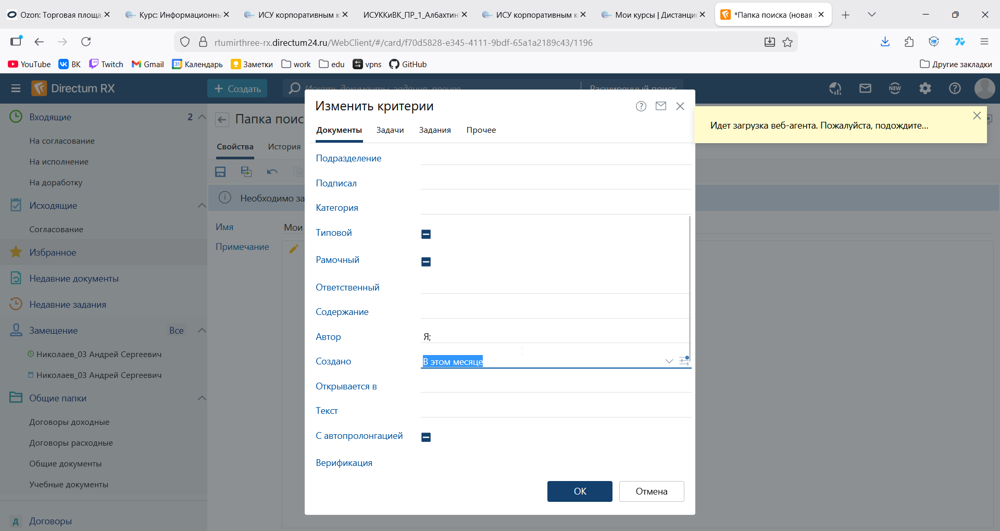 Ozon: Торговая площа
Курс: Информационны
ИСУ корпоративным к
ИСУККиВК_ПР_1_Албахтин
ИСУ корпоративным к
Мои курсы | Дистанци
*Папка поиска (новая з
rtumirthree-rx.directum24.ru/WebClient/#/card/f70d5828-e345-4111-9bdf-65a1a2189c43/1196
YouTube
ВК
Twitch
Gmail
31 Календарь
Заметки
work
edu
vpns
GitHub
Другие закладки
Directum RX
Создать
Искать документы, задания, прочее
Расширенный поиск
NEW
Входящие 2
На согласование
На исполнение
На доработку
Исходящие
Согласование
Избранное
Недавние документы
Недавние задания
Замещение Все
Николаев_03 Андрей Сергеевич
Николаев_03 Андрей Сергеевич
Общие папки
Договоры доходные
Договоры расходные
Общие документы
Учебные документы
Д Договоры
Папка поис
Свойства
История
Необходимо за
Имя Мои
Примечание
Изменить критерии
Документы
Задачи
Задания
Прочее
Подразделение
Подписал
Категория
Типовой
Рамочный
Ответственный
Содержание
Автор Я;
Создано В этом месяце
Открывается в
Текст
С автопролонгацией
Верификация
ОК
Отмена
Идет загрузка веб-агента. Пожалуйста, подождите...